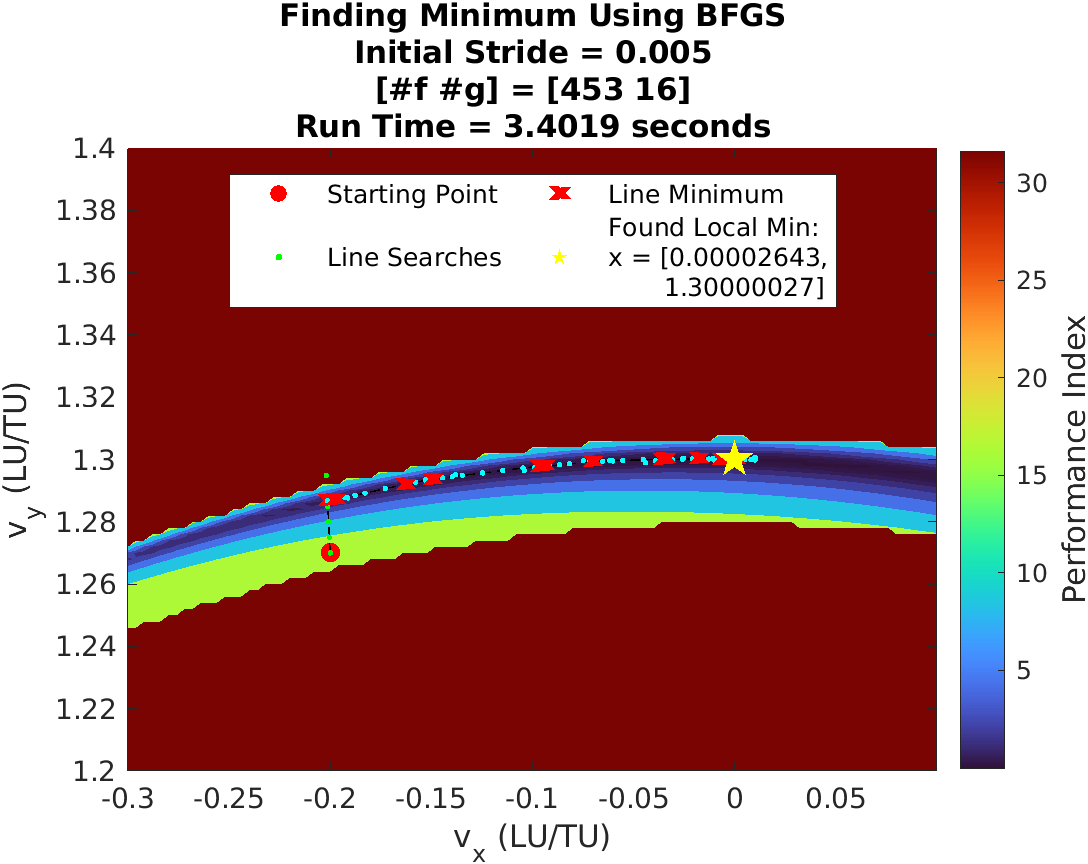 Finding Minimum Using BFGS
Initial Stride = 0.005
[#f #g] = [453 16]
Run Time = 3.4019 seconds
Starting Point
Line Minimum
Line Searches
Found Local Min:
x = [0.00002643,
1.30000027]
1.4
1.38
1.36
1.34
1.32
1.3
1.28
1.26
1.24
1.22
1.2
v_y (LU/TU)
-0.3
-0.25
-0.2
-0.15
-0.1
-0.05
0
0.05
v_x (LU/TU)
30
25
20
15
10
5
Performance Index